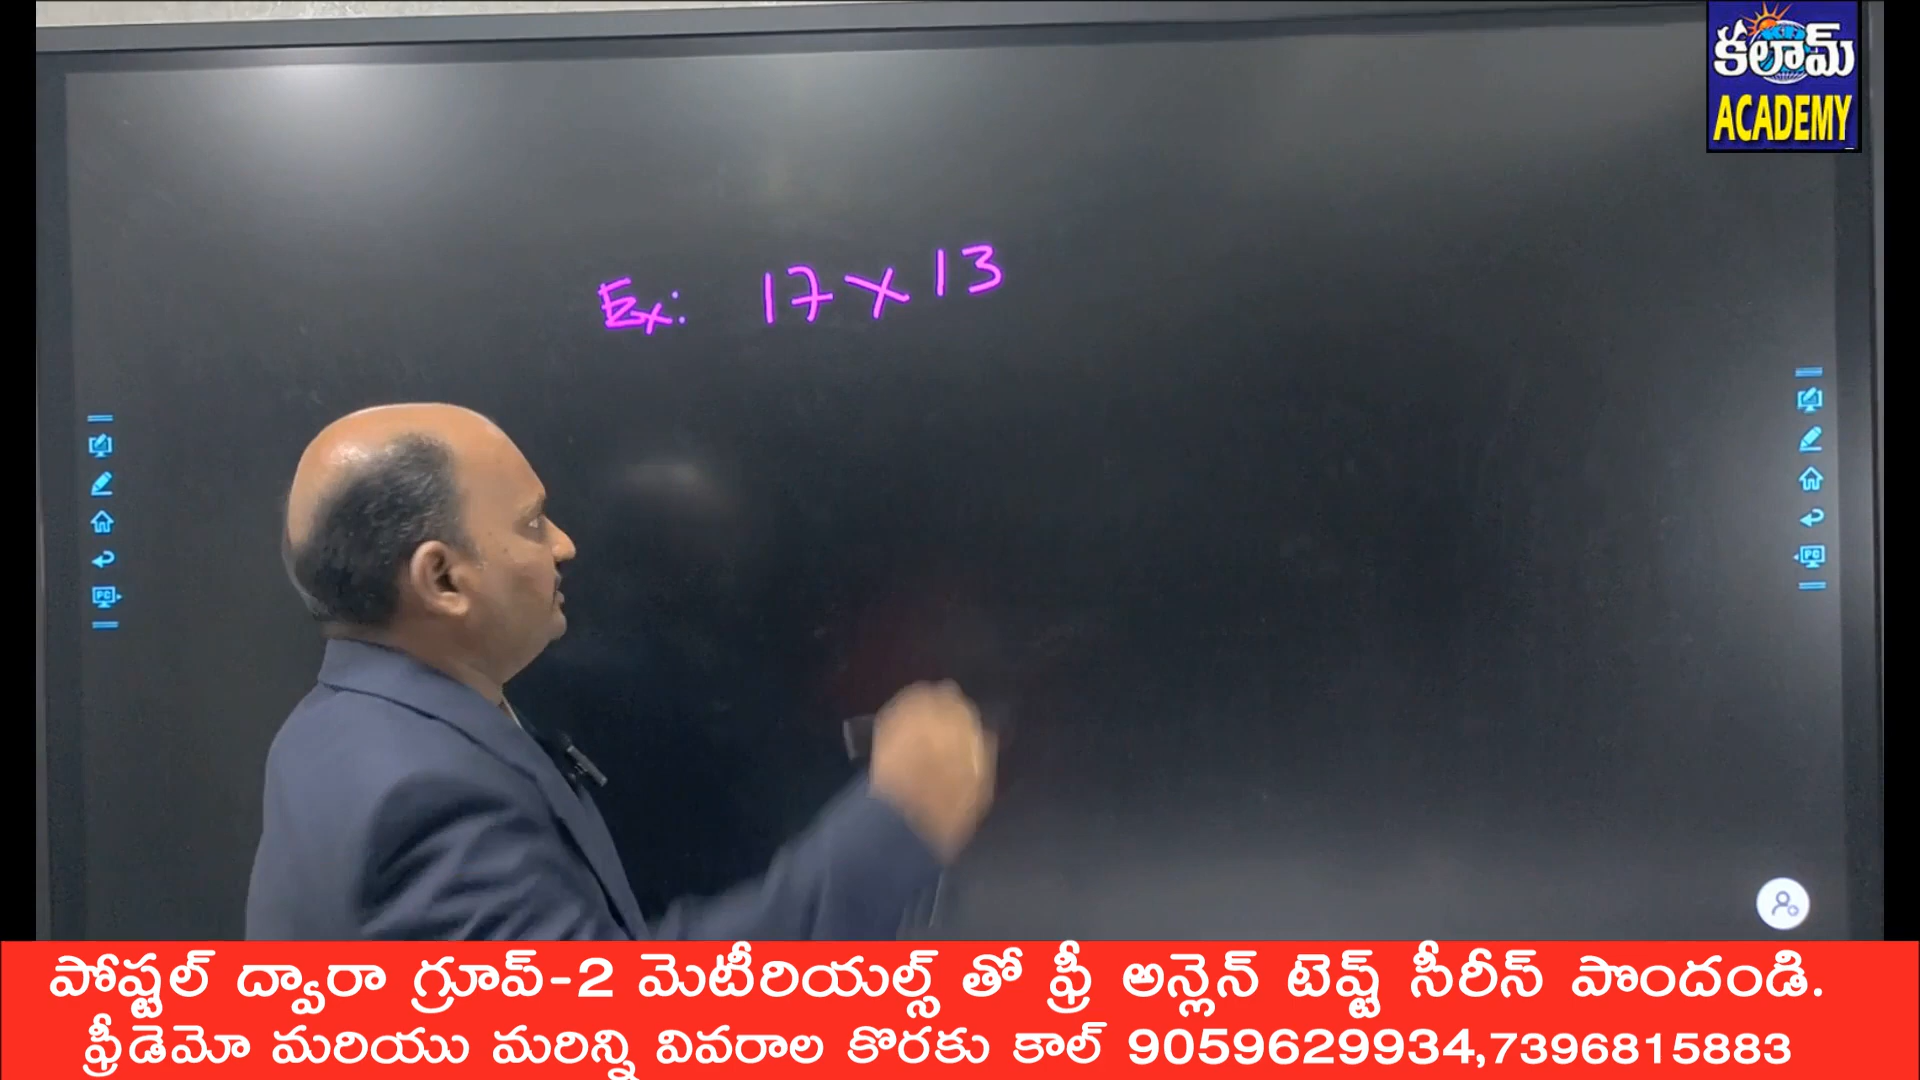 కలామ్
ACADEMY
Ex: 17 x 13
పోష్టల్ ద్వారా గ్రూప్-2 మెటీరియల్స్ తో ఫ్రీ అన్లైన్ టెష్ట్ సీరీస్ పొందండి.
ఫ్రీడెమో మరియు మరిన్ని వివరాల కొరకు కాల్ 9059629934,7396815883